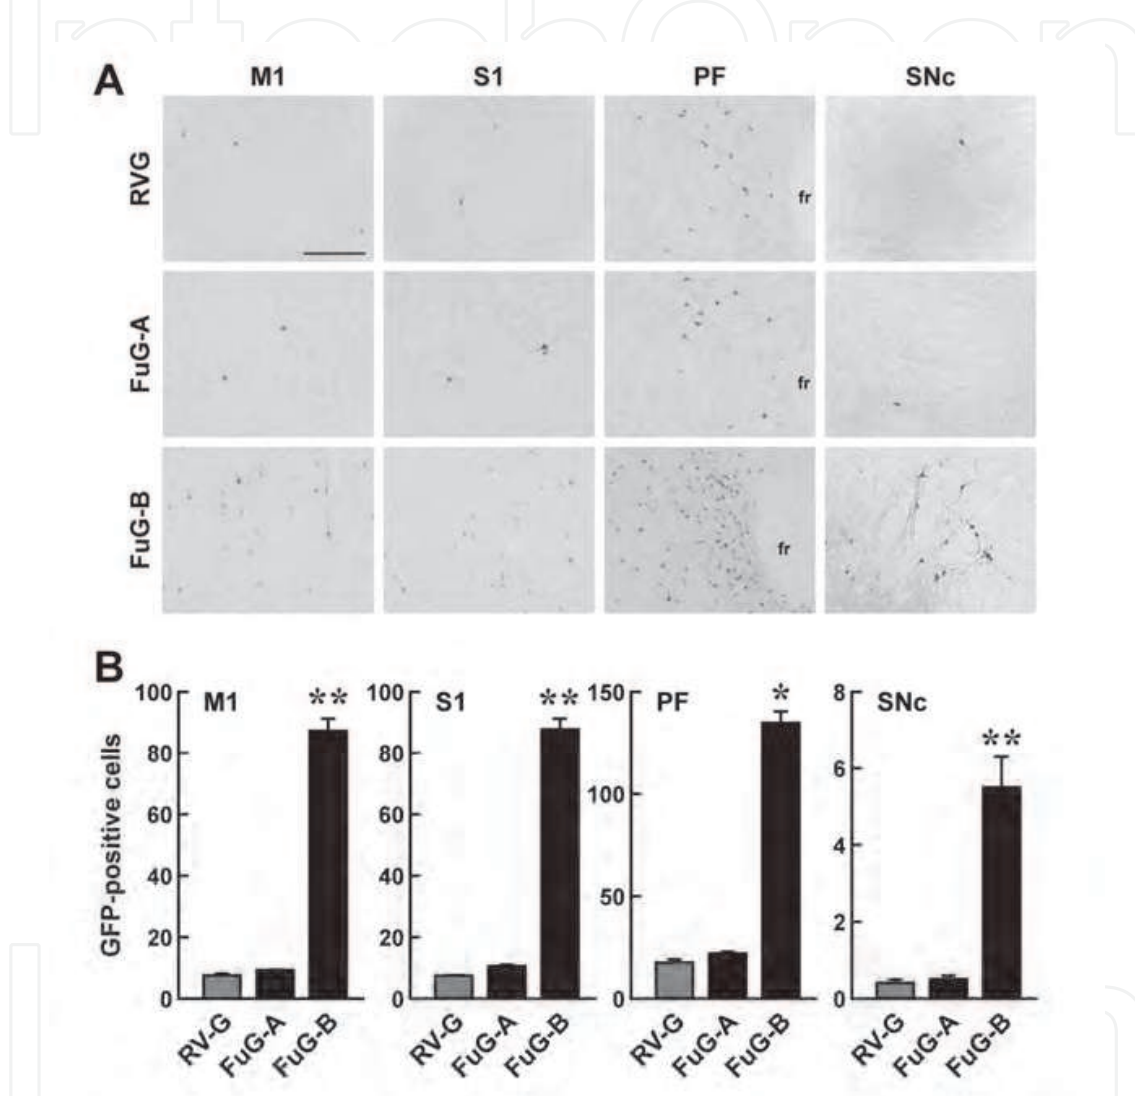 IntechOpen
A
M1 S1 PF SNc
RVG
fr
FuG-A
fr
FuG-B
fr
B
GFP-positive cells
100
80
60
40
20
0
M1
**
RV-G FuG-A FuG-B
100
80
60
40
20
0
S1
**
RV-G FuG-A FuG-B
150
100
50
0
PF
*
RV-G FuG-A FuG-B
8
6
4
2
0
SNc
**
RV-G FuG-A FuG-B